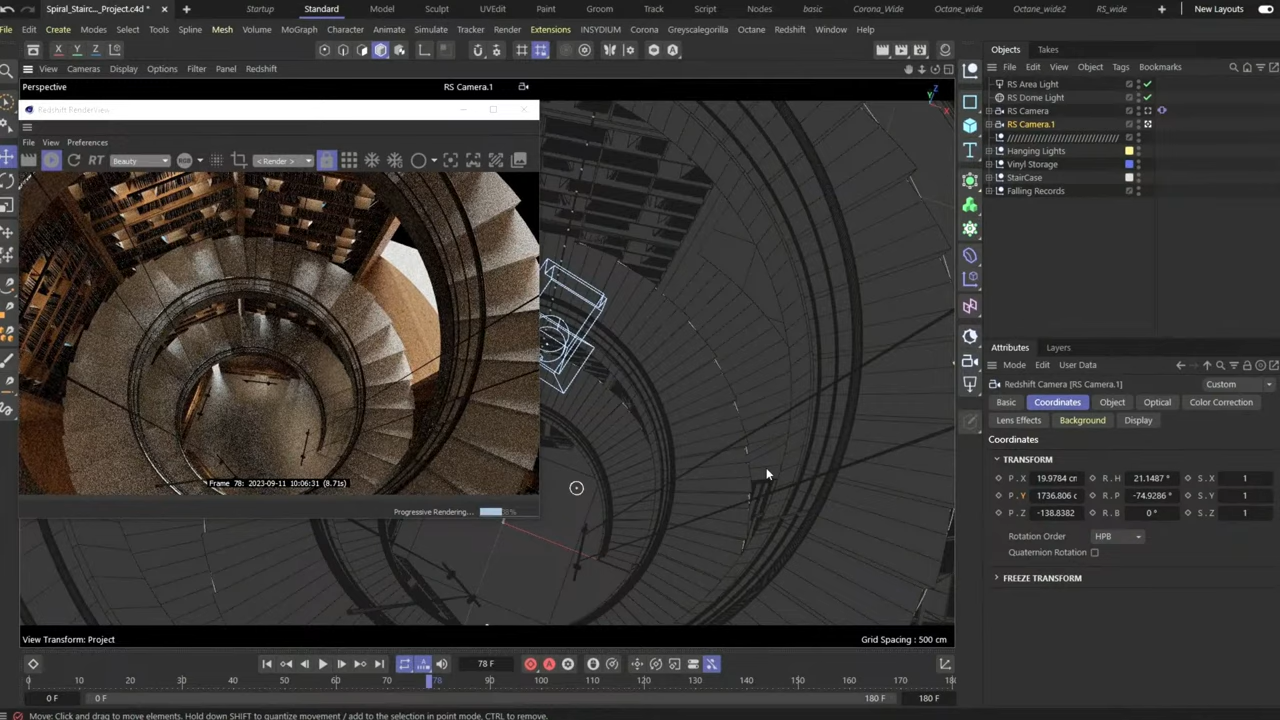 Spiral_Stairc..._Project.c4d *
Startup Standard Model Sculpt UVEdit Paint Groom Track Script Nodes basic Corona_Wide Octane_wide Octane_wide2 RS_wide New Layouts
File Edit Create Modes Select Tools Spline Mesh Volume MoGraph Character Animate Simulate Tracker Render Extensions INSYDIUM Corona Greyscalegorilla Octane Redshift Window Help
X Y Z
Objects Takes
View Cameras Display Options Filter Panel Redshift
File Edit View Object Tags Bookmarks
Perspective
RS Camera.1
Y Z X
RS Area Light
RS Dome Light
RS Camera
RS Camera.1
////////////////////////////////
Hanging Lights
Vinyl Storage
StairCase
Falling Records
Redshift RenderView
File View Preferences
RT Beauty RGB < Render >
Frame 78: 2023-09-11 10:06:31 (8.71s)
Progressive Rendering...
Attributes Layers
Mode Edit User Data
Redshift Camera [RS Camera.1]
Custom
Basic Coordinates Object Optical Color Correction
Lens Effects Background Display
Coordinates
TRANSFORM
P.X 19.9784 cm R.H 21.1487 ° S.X 1
P.Y 1736.806 c R.P -74.9286 ° S.Y 1
P.Z -138.8382 R.B 0 ° S.Z 1
Rotation Order HPB
Quaternion Rotation
FREEZE TRANSFORM
View Transform: Project
Grid Spacing : 500 cm
78 F
0 10 20 30 40 50 60 70 78 90 100 110 120 130 140 150 160 170 18
0 F 0 F 180 F 180 F
Move: Click and drag to move elements. Hold down SHIFT to quantize movement / add to the selection in point mode, CTRL to remove.